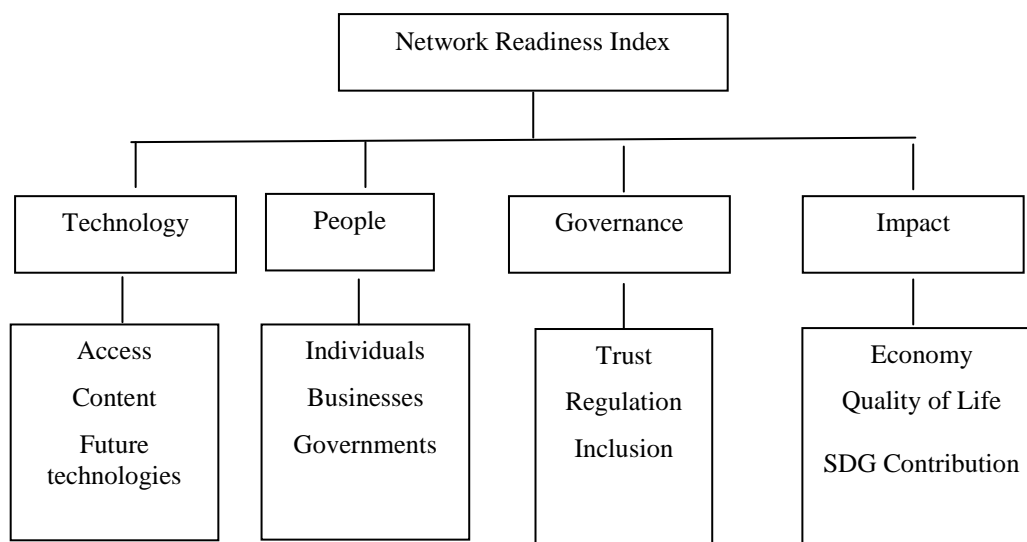 Network Readiness Index
Technology
People
Governance
Impact
Access
Content
Future
technologies
Individuals
Businesses
Governments
Trust
Regulation
Inclusion
Economy
Quality of Life
SDG Contribution